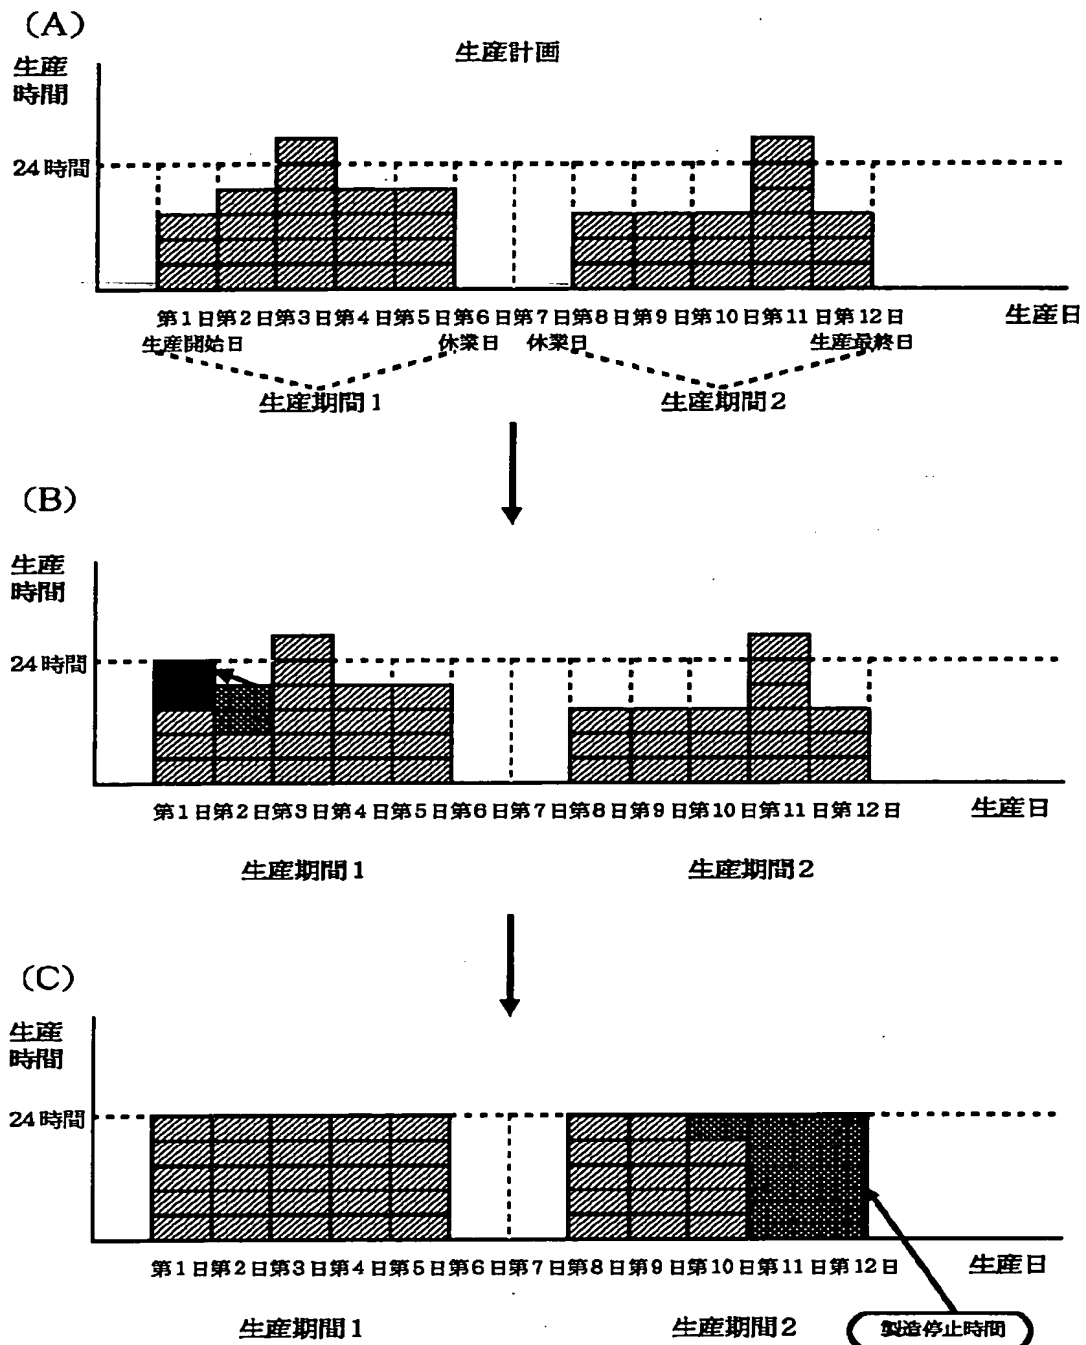 (A)
生産計画
生産
時間
24時間
第1日第2日第3日第4日第5日第6日第7日第8日第9日第10日第11日第12日
生産日
生産開始日 休業日 休業日 生産最終日
生産期間1 生産期間2
(B)
生産
時間
24時間
第1日第2日第3日第4日第5日第6日第7日第8日第9日第10日第11日第12日 生産日
生産期間1 生産期間2
(C)
生産
時間
24時間
第1日第2日第3日第4日第5日第6日第7日第8日第9日第10日第11日第12日 生産日
生産期間1 生産期間2
製造停止時間